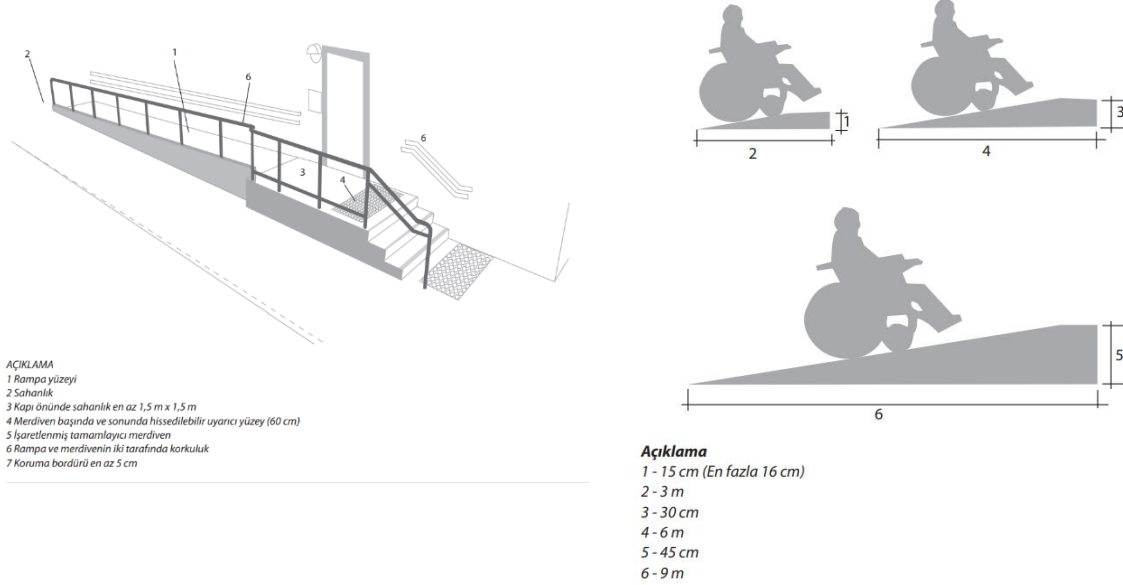 2
1
6
6
3
4
AÇIKLAMA
1 Rampa yüzeyi
2 Sahanlık
3 Kapı önünde sahanlık en az 1,5 m x 1,5 m
4 Merdiven başında ve sonunda hissedilebilir uyarıcı yüzey (60 cm)
5 İşaretlenmiş tamamlayıcı merdiven
6 Rampa ve merdivenin iki tarafında korkuluk
7 Koruma bordürü en az 5 cm
1
2
3
4
5
6
Açıklama
1 - 15 cm (En fazla 16 cm)
2 - 3 m
3 - 30 cm
4 - 6 m
5 - 45 cm
6 - 9 m